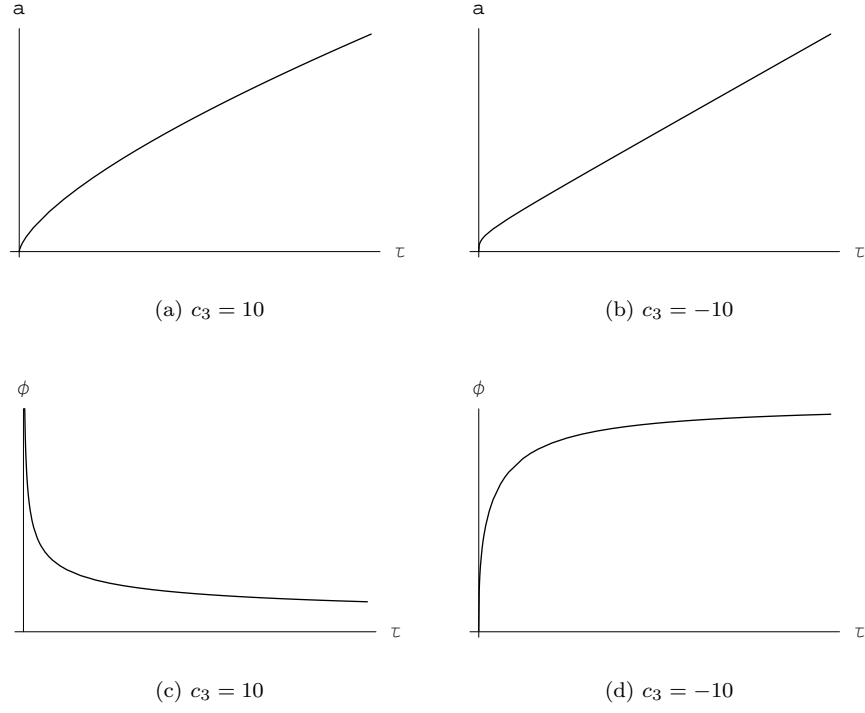 a
a
τ
τ
(a) c₃ = 10
(b) c₃ = −10
ϕ
ϕ
τ
τ
(c) c₃ = 10
(d) c₃ = −10